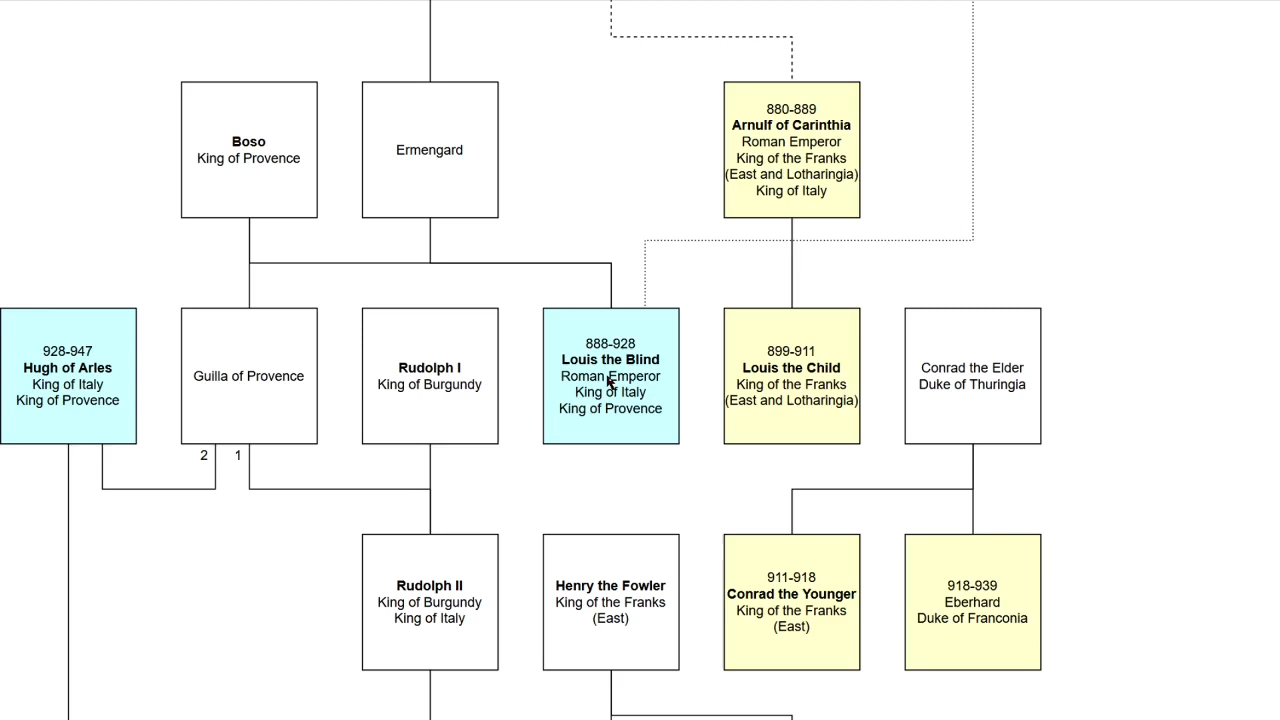 Boso
King of Provence
Ermengard
880-889
Arnulf of Carinthia
Roman Emperor
King of the Franks
(East and Lotharingia)
King of Italy
928-947
Hugh of Arles
King of Italy
King of Provence
Guilla of Provence
Rudolph I
King of Burgundy
888-928
Louis the Blind
Roman Emperor
King of Italy
King of Provence
899-911
Louis the Child
King of the Franks
(East and Lotharingia)
Conrad the Elder
Duke of Thuringia
2
1
Rudolph II
King of Burgundy
King of Italy
Henry the Fowler
King of the Franks
(East)
911-918
Conrad the Younger
King of the Franks
(East)
918-939
Eberhard
Duke of Franconia